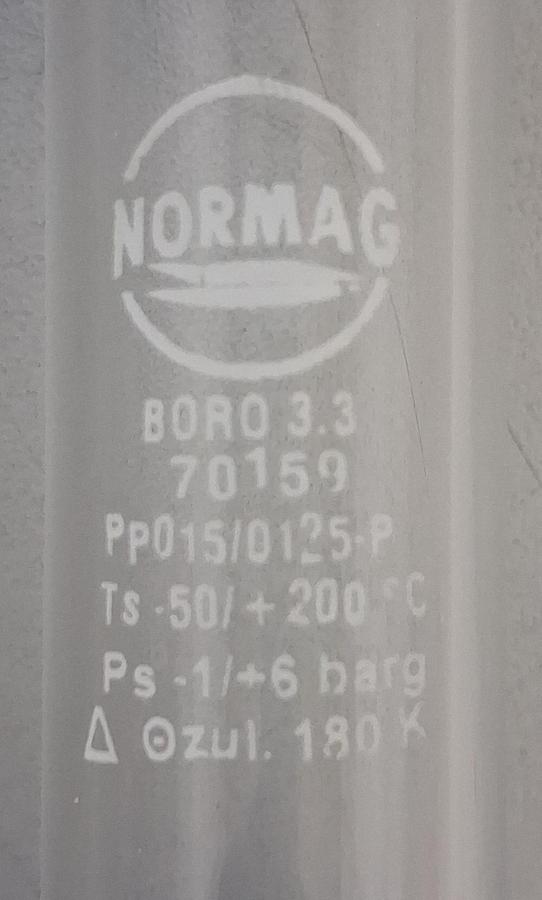 NORMAG
BORO 3.3
70159
PP015/0125-P
Ts -50/+200 °C
Ps -1/+6 barg
Δ Θzul. 180 K